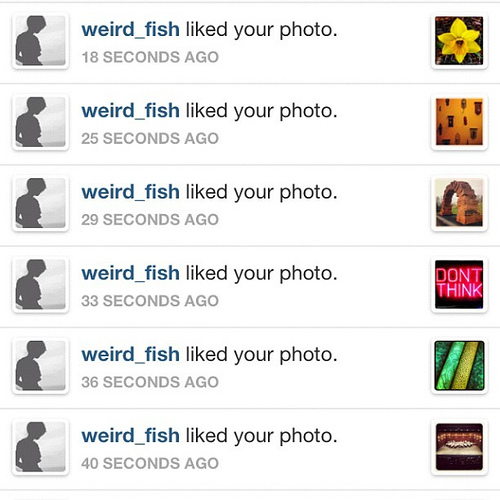 weird_fish liked your photo.
18 SECONDS AGO
weird_fish liked your photo.
25 SECONDS AGO
weird_fish liked your photo.
29 SECONDS AGO
weird_fish liked your photo.
33 SECONDS AGO
DON'T
THINK
weird_fish liked your photo.
36 SECONDS AGO
weird_fish liked your photo.
40 SECONDS AGO